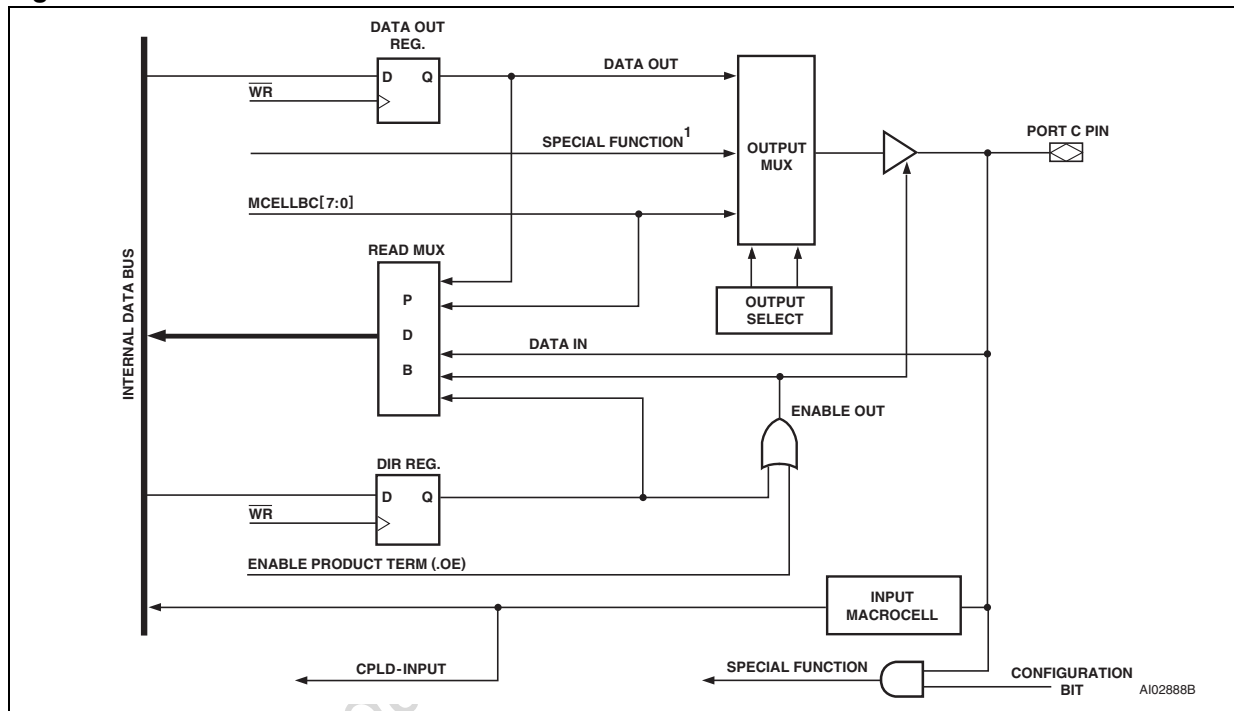 DATA OUT
REG.
D Q
DATA OUT
WR
SPECIAL FUNCTION1
OUTPUT
MUX
PORT C PIN
MCELLBC[7:0]
READ MUX
P
D
B
OUTPUT
SELECT
INTERNAL DATA BUS
DATA IN
ENABLE OUT
DIR REG.
D Q
WR
ENABLE PRODUCT TERM (.OE)
INPUT
MACROCELL
CPLD-INPUT
SPECIAL FUNCTION
CONFIGURATION
BIT
AI02888B